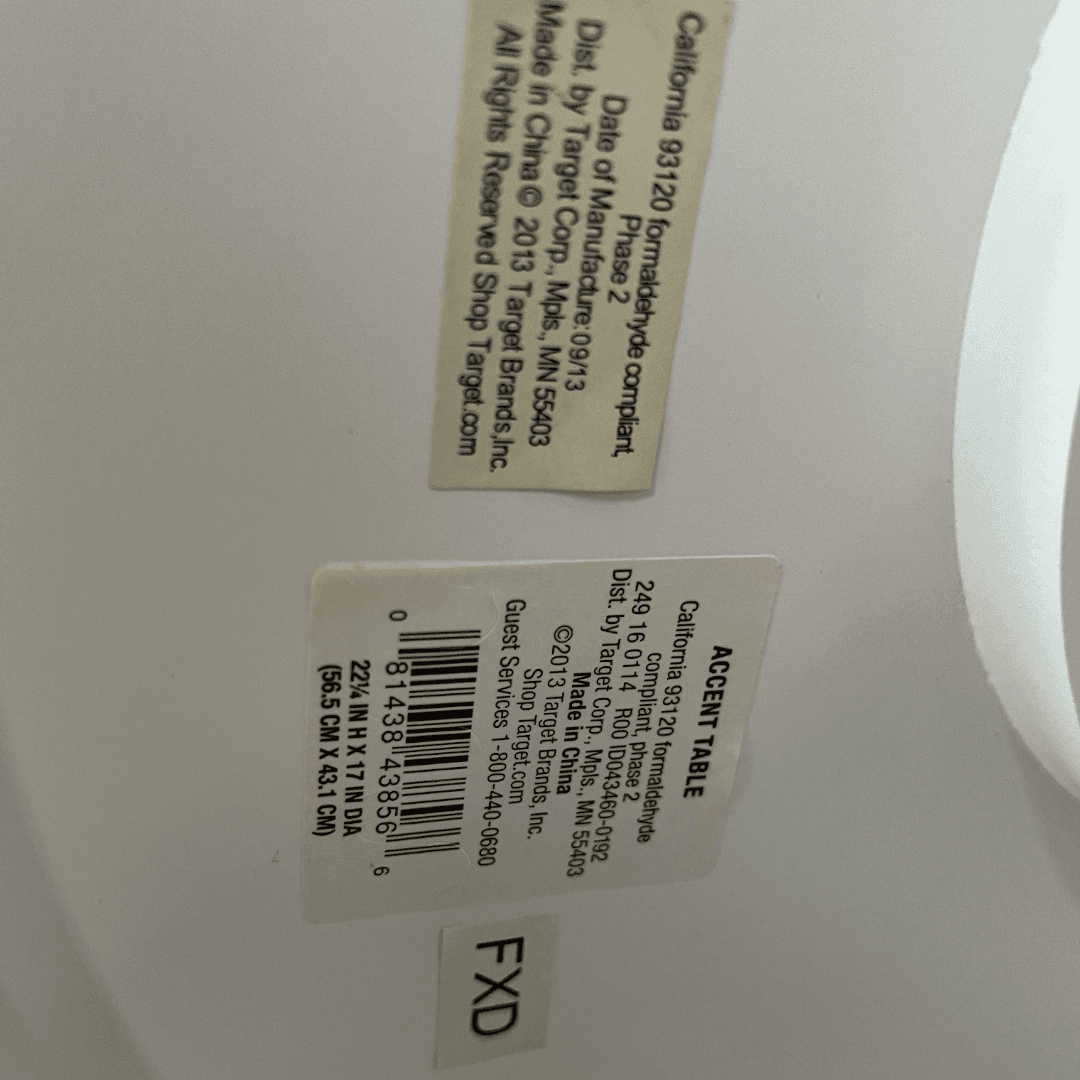 California 93120 formaldehyde compliant,
Phase 2
Date of Manufacture:09/13
Dist. by Target Corp., Mpls., MN 55403
Made in China © 2013 Target Brands,Inc.
All Rights Reserved Shop Target.com
ACCENT TABLE
California 93120 formaldehyde
compliant, phase 2
249 16 0114 R00 ID043460-0192
Dist. by Target Corp., Mpls., MN 55403
Made in China
©2013 Target Brands, Inc.
Shop Target.com
Guest Services 1-800-440-0680
0 81438 43856 6
22¼ IN H X 17 IN DIA
(56.5 CM X 43.1 CM)
FXD